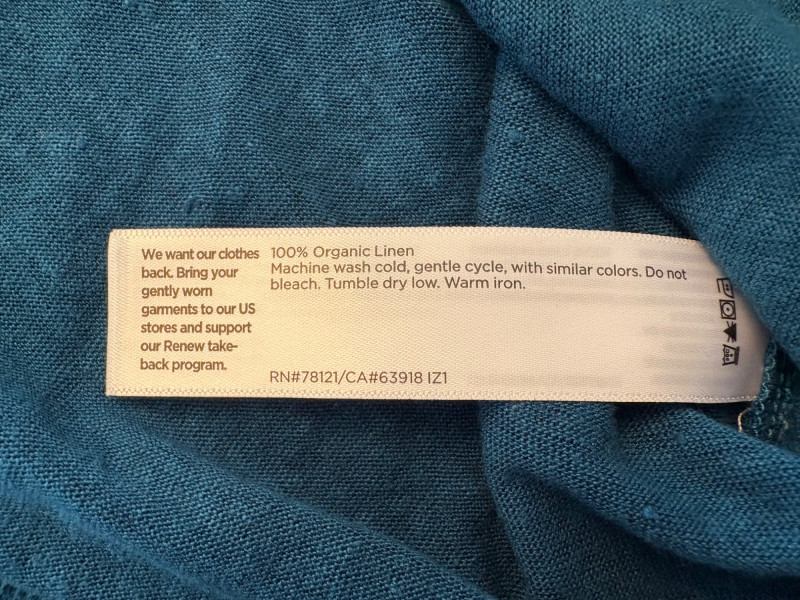 We want our clothes
back. Bring your
gently worn
garments to our US
stores and support
our Renew take-
back program.
100% Organic Linen
Machine wash cold, gentle cycle, with similar colors. Do not
bleach. Tumble dry low. Warm iron.
RN#78121/CA#63918 IZ1